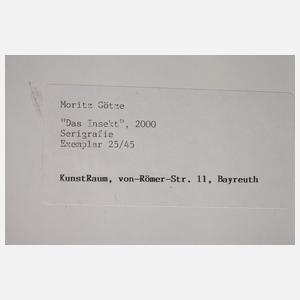 Moritz Götze
"Das Insekt", 2000
Serigrafie
Exemplar 25/45
KunstRaum, von-Römer-Str. 11, Bayreuth